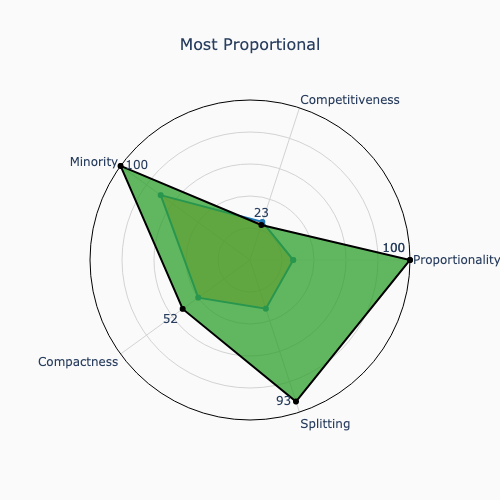 Most Proportional
Competitiveness
Minority
100
23
100
Proportionality
52
Compactness
93
Splitting